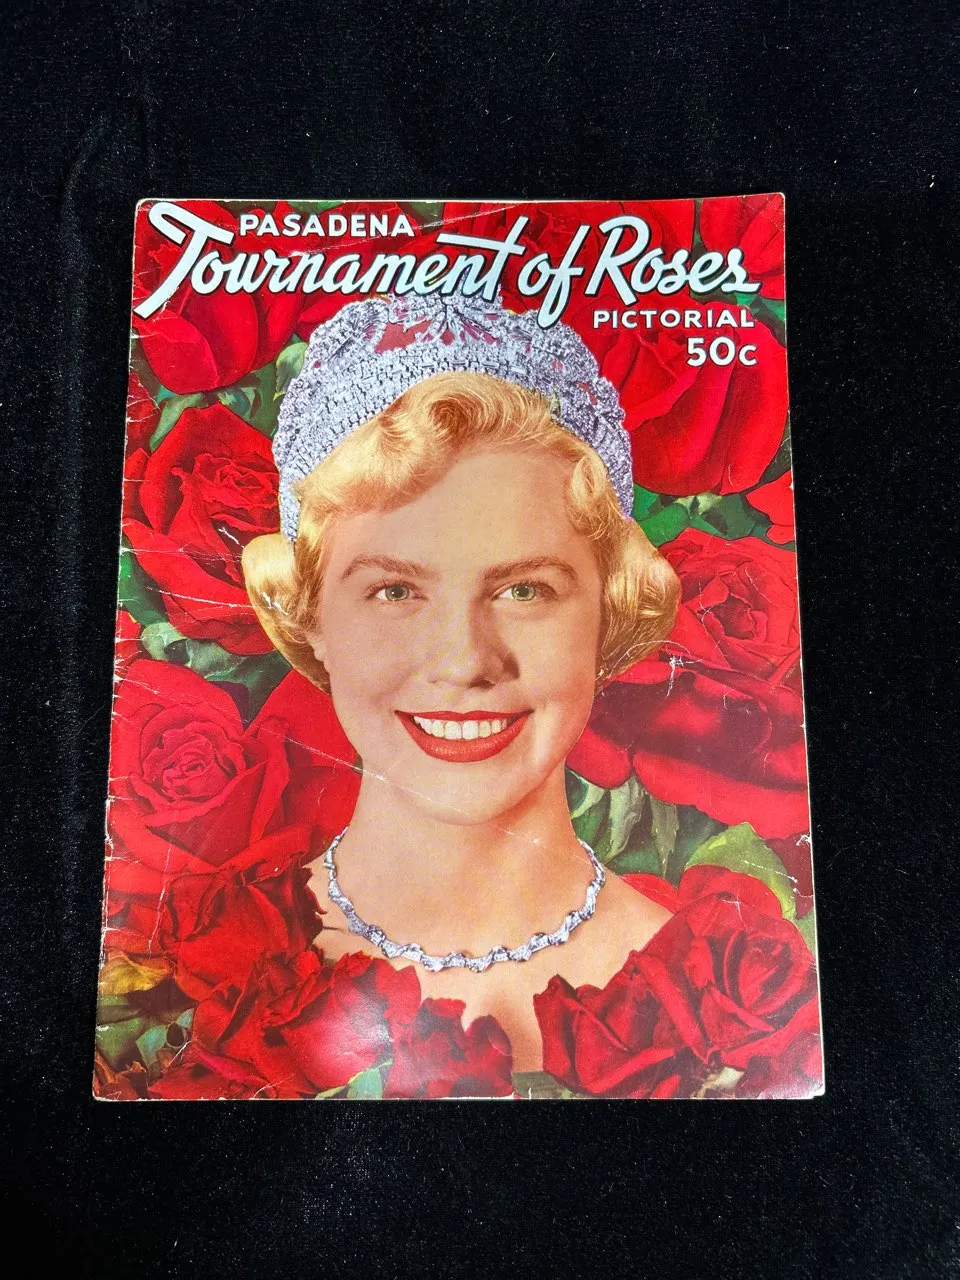 PASADENA
Tournament of Roses
PICTORIAL
50c